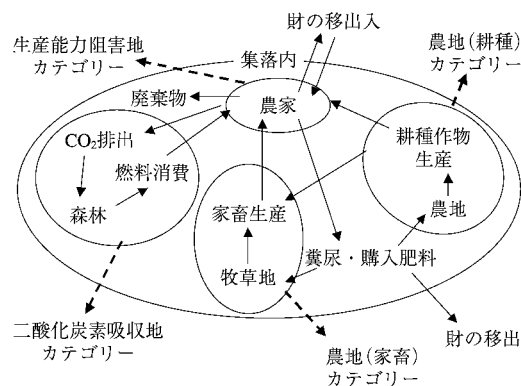 財の移出入
生産能力阻害地
カテゴリー
集落内
農地(耕種)
カテゴリー
廃棄物
農家
CO2排出
燃料消費
森林
耕種作物
生産
農地
家畜生産
牧草地
糞尿・購入肥料
二酸化炭素吸収地
カテゴリー
農地(家畜)
カテゴリー
財の移出